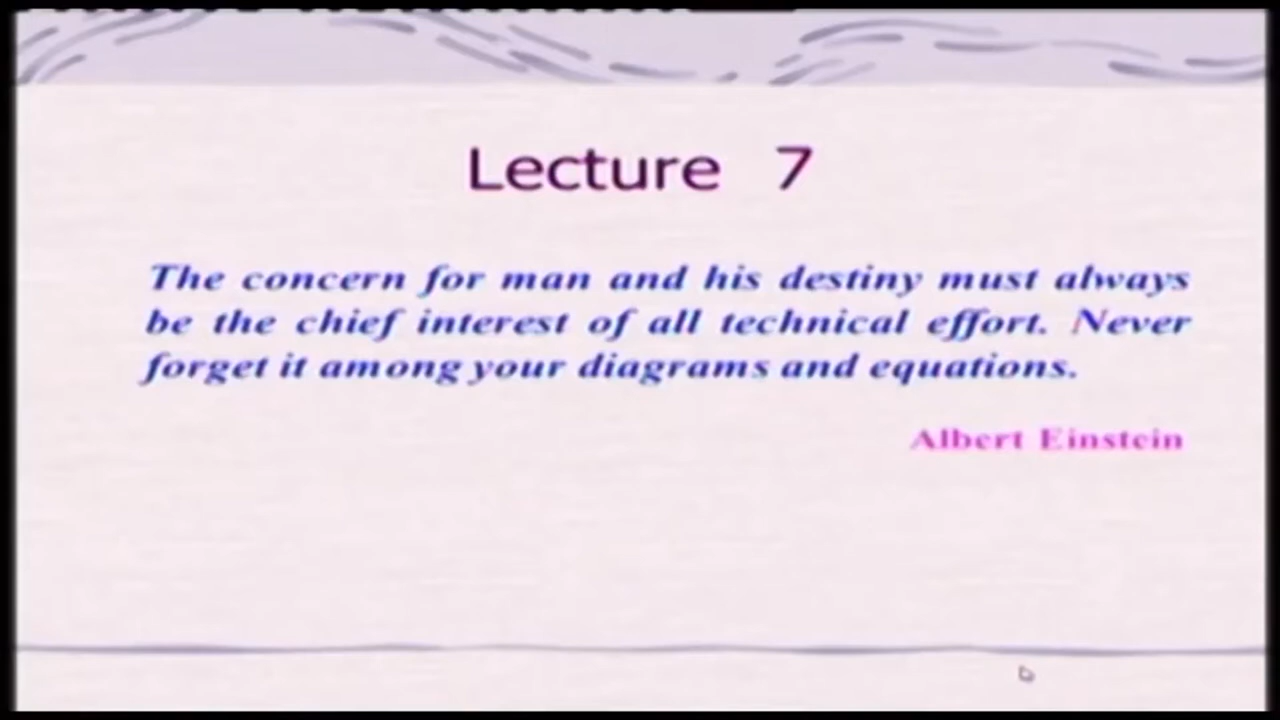 Lecture 7
The concern for man and his destiny must always
be the chief interest of all technical effort. Never
forget it among your diagrams and equations.
Albert Einstein